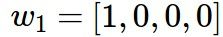 w₁ = [1, 0, 0, 0]